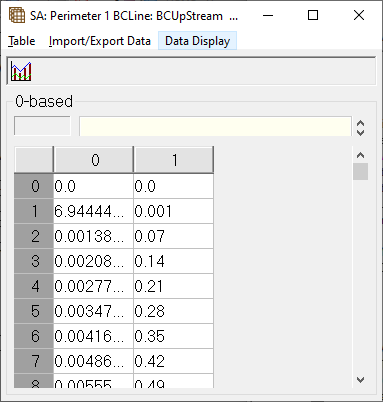 SA: Perimeter 1 BCLine: BCUpStream ...
Table Import/Export Data Data Display
0-based
0 1
0 0.0 0.0
1 6.94444... 0.001
2 0.00138... 0.07
3 0.00208... 0.14
4 0.00277... 0.21
5 0.00347... 0.28
6 0.00416... 0.35
7 0.00486... 0.42
8 0.00555... 0.49